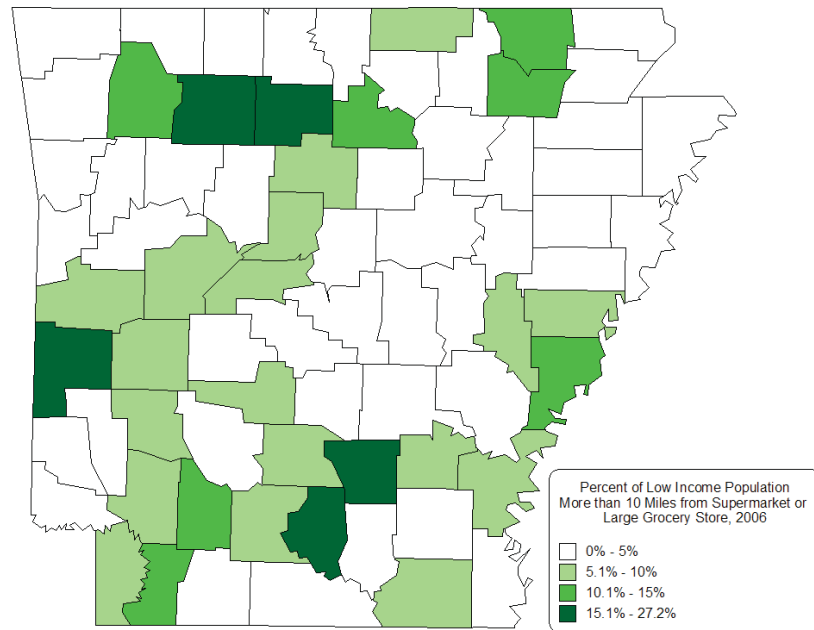 Percent of Low Income Population
More than 10 Miles from Supermarket or
Large Grocery Store, 2006
0% - 5%
5.1% - 10%
10.1% - 15%
15.1% - 27.2%